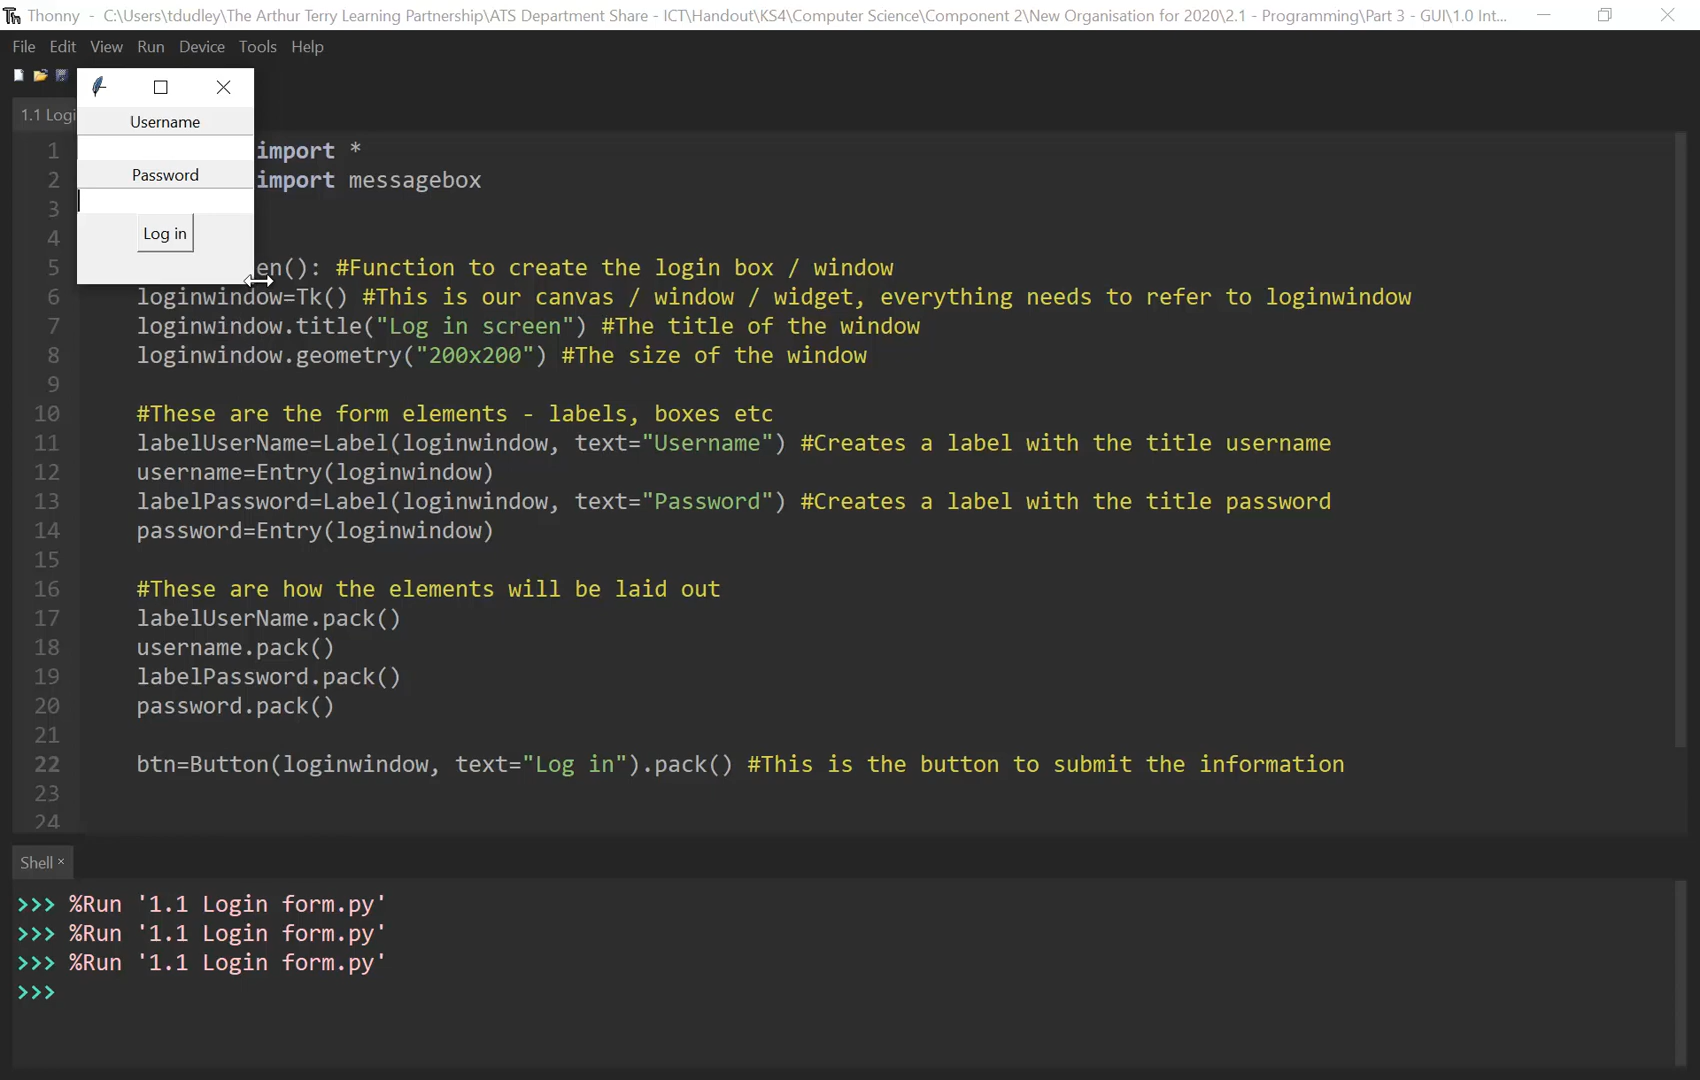 Thonny - C:\Users\tdudley\The Arthur Terry Learning Partnership\ATS Department Share - ICT\Handout\KS4\Computer Science\Component 2\New Organisation for 2020\2.1 - Programming\Part 3 - GUI\1.0 Int...
File Edit View Run Device Tools Help
1.1 Logi
Username
Password
Log in
1 import *
2 import messagebox
3
4
5 en(): #Function to create the login box / window
6 loginwindow=Tk() #This is our canvas / window / widget, everything needs to refer to loginwindow
7 loginwindow.title("Log in screen") #The title of the window
8 loginwindow.geometry("200x200") #The size of the window
9
10 #These are the form elements - labels, boxes etc
11 labelUserName=Label(loginwindow, text="Username") #Creates a label with the title username
12 username=Entry(loginwindow)
13 labelPassword=Label(loginwindow, text="Password") #Creates a label with the title password
14 password=Entry(loginwindow)
15
16 #These are how the elements will be laid out
17 labelUserName.pack()
18 username.pack()
19 labelPassword.pack()
20 password.pack()
21
22 btn=Button(loginwindow, text="Log in").pack() #This is the button to submit the information
23
24
Shell ×
>>> %Run '1.1 Login form.py'
>>> %Run '1.1 Login form.py'
>>> %Run '1.1 Login form.py'
>>>